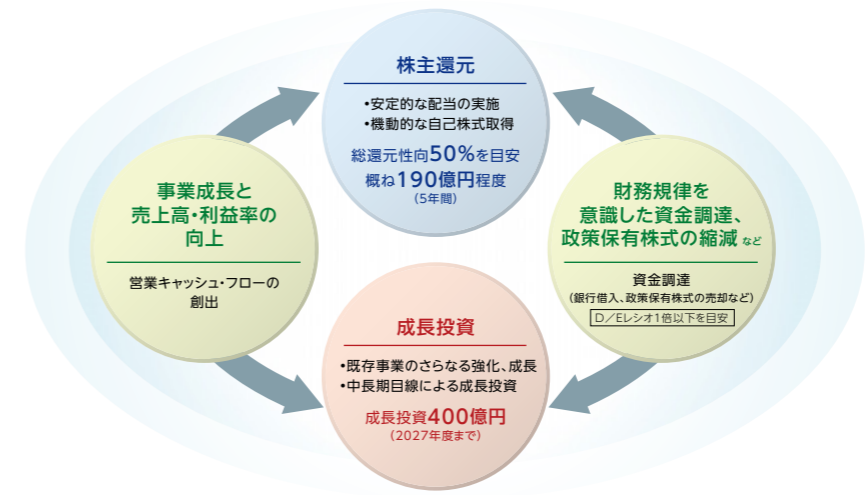 株主還元
•安定的な配当の実施
•機動的な自己株式取得
総還元性向50%を目安
概ね190億円程度
(5年間)
事業成長と
売上高・利益率の
向上
営業キャッシュ・フローの
創出
財務規律を
意識した資金調達、
政策保有株式の縮減 など
資金調達
(銀行借入、政策保有株式の売却など)
D/Eレシオ1倍以下を目安
成長投資
•既存事業のさらなる強化、成長
•中長期目線による成長投資
成長投資400億円
(2027年度まで)